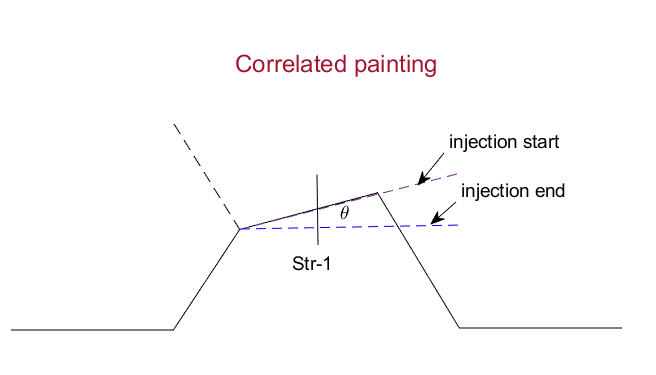 Correlated painting
injection start
injection end
θ
Str-1